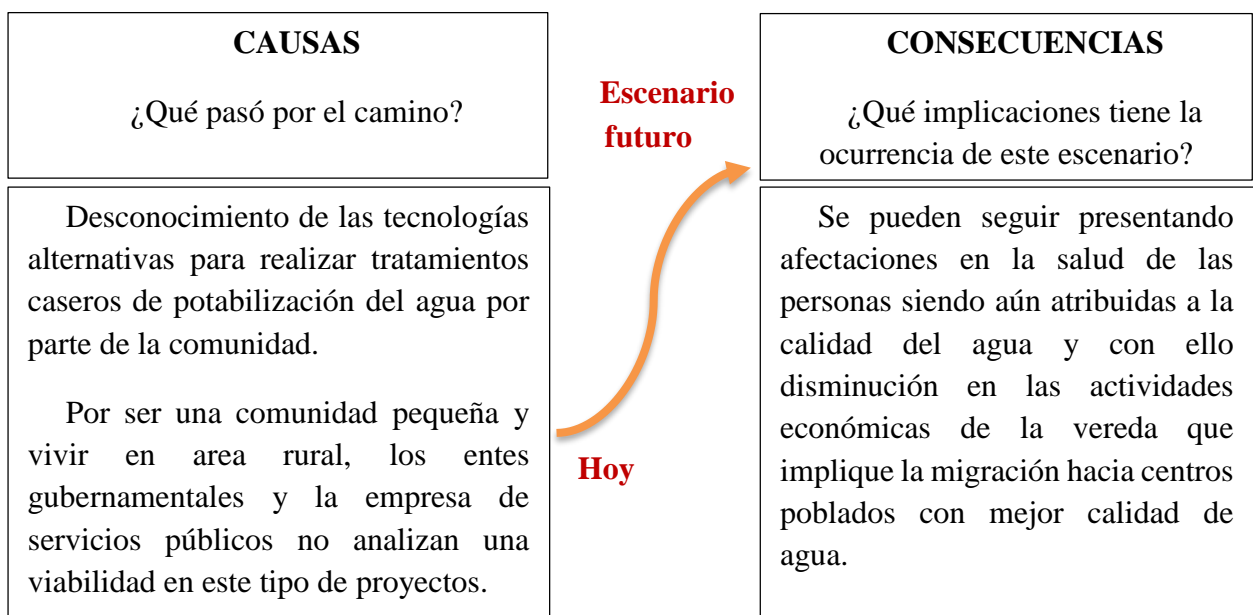 CAUSAS
¿Qué pasó por el camino?
Desconocimiento de las tecnologías
alternativas para realizar tratamientos
caseros de potabilización del agua por
parte de la comunidad.
Por ser una comunidad pequeña y
vivir en area rural, los entes
gubernamentales y la empresa de
servicios públicos no analizan una
viabilidad en este tipo de proyectos.
Escenario
futuro
Hoy
CONSECUENCIAS
¿Qué implicaciones tiene la
ocurrencia de este escenario?
Se pueden seguir presentando
afectaciones en la salud de las
personas siendo aún atribuidas a la
calidad del agua y con ello
disminución en las actividades
económicas de la vereda que
implique la migración hacia centros
poblados con mejor calidad de
agua.